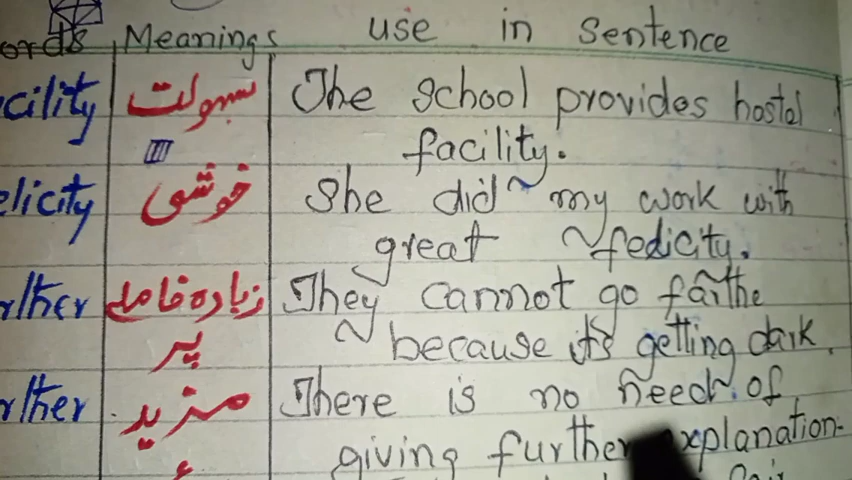 ords Meanings use in Sentence
cility سہولت The School provides hostel
facility.
elicity خوشی She did my work with
great fedicity.
rther زیادہ فاصلے They cannot go farthe
پر because it's getting dark.
rther مزید There is no need of
giving further explanation.